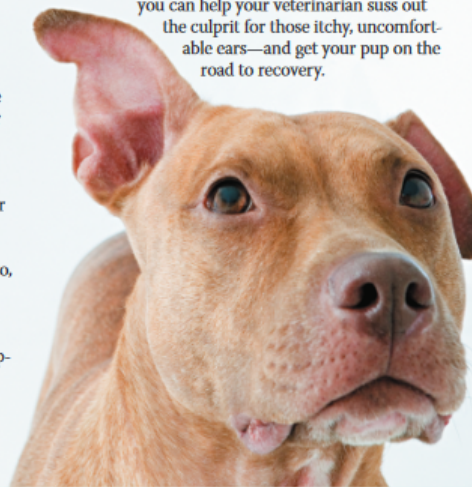 you can help your veterinarian suss out
the culprit for those itchy, uncomfort-
able ears—and get your pup on the
road to recovery.
r
o,
-